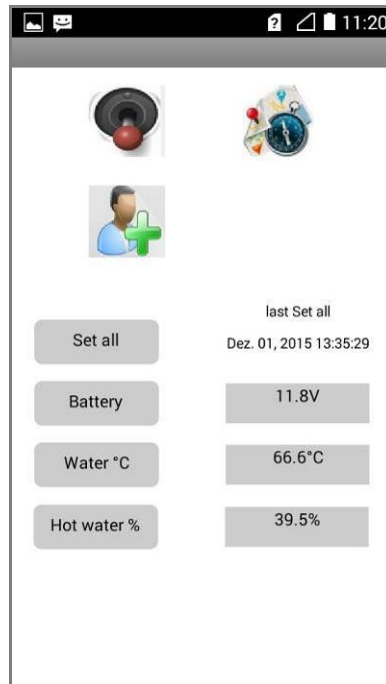 11:20
last Set all
Set all
Dez. 01, 2015 13:35:29
Battery
11.8V
Water °C
66.6°C
Hot water %
39.5%